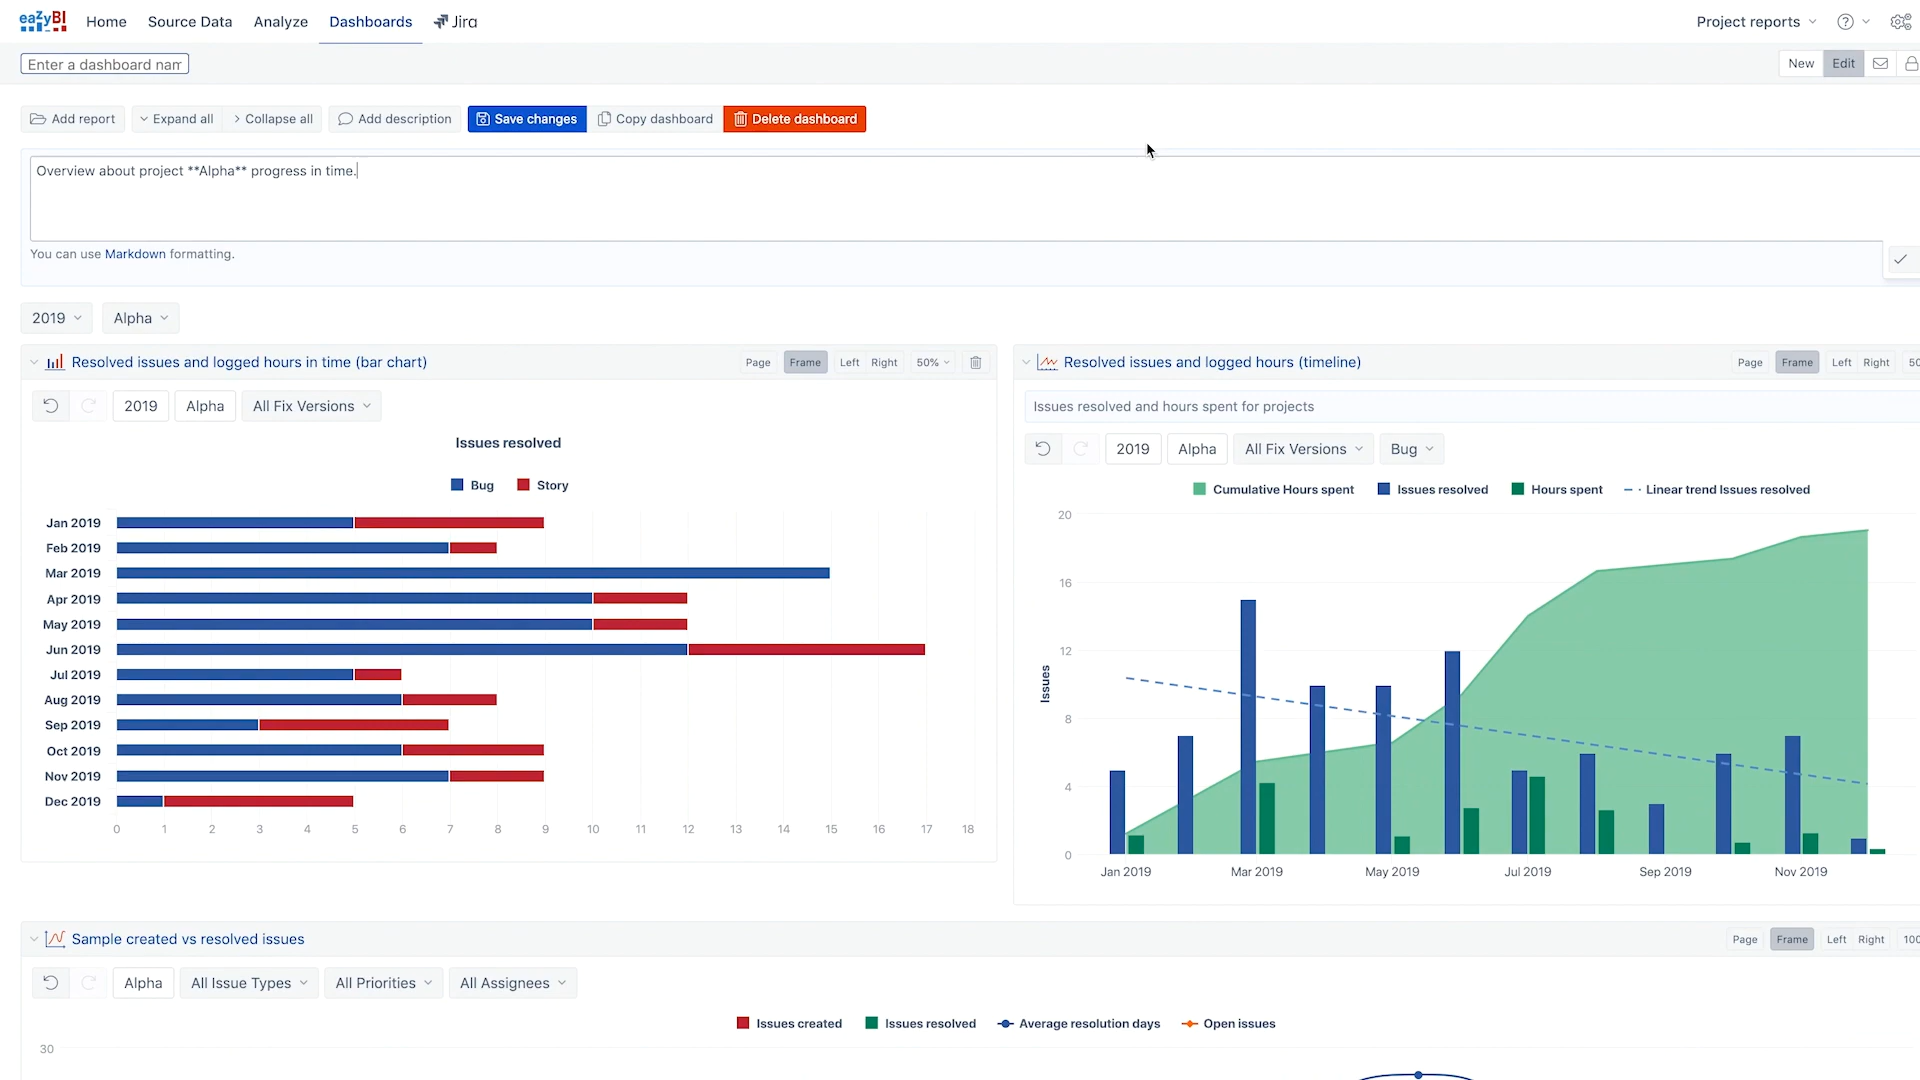 eazyBI Home Source Data Analyze Dashboards Jira Project reports
Enter a dashboard nam New Edit
Add report Expand all Collapse all Add description Save changes Copy dashboard Delete dashboard
Overview about project **Alpha** progress in time.
You can use Markdown formatting.
2019 Alpha
Resolved issues and logged hours in time (bar chart) Page Frame Left Right 50%
2019 Alpha All Fix Versions
Issues resolved
Bug Story
Jan 2019
Feb 2019
Mar 2019
Apr 2019
May 2019
Jun 2019
Jul 2019
Aug 2019
Sep 2019
Oct 2019
Nov 2019
Dec 2019
0 1 2 3 4 5 6 7 8 9 10 11 12 13 14 15 16 17 18
Resolved issues and logged hours (timeline) Page Frame Left Right 50
Issues resolved and hours spent for projects
2019 Alpha All Fix Versions Bug
Cumulative Hours spent Issues resolved Hours spent Linear trend Issues resolved
20
16
12
8
4
0
Issues
Jan 2019 Mar 2019 May 2019 Jul 2019 Sep 2019 Nov 2019
Sample created vs resolved issues Page Frame Left Right 100
Alpha All Issue Types All Priorities All Assignees
Issues created Issues resolved Average resolution days Open issues
30